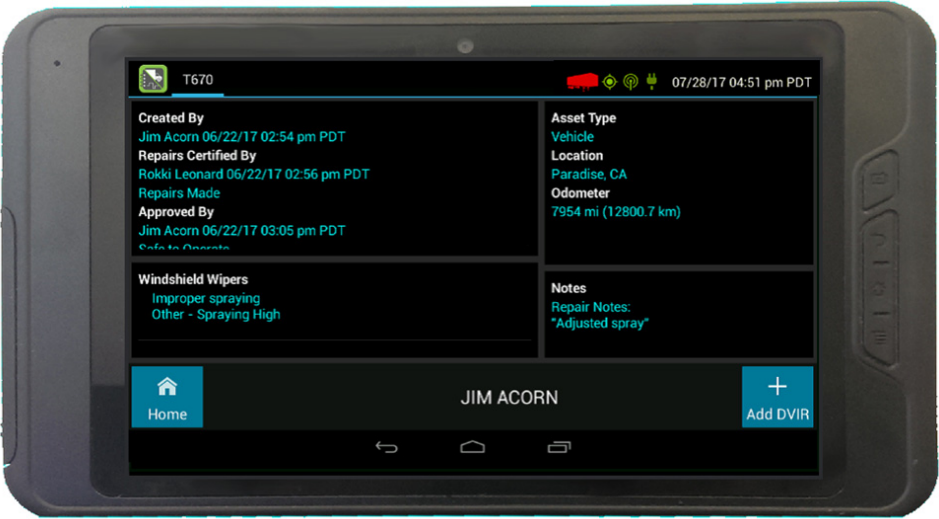 T670
07/28/17 04:51 pm PDT
Created By
Jim Acorn 06/22/17 02:54 pm PDT
Repairs Certified By
Rokki Leonard 06/22/17 02:56 pm PDT
Repairs Made
Approved By
Jim Acorn 06/22/17 03:05 pm PDT
Safe to Operate
Asset Type
Vehicle
Location
Paradise, CA
Odometer
7954 mi (12800.7 km)
Windshield Wipers
Improper spraying
Other - Spraying High
Notes
Repair Notes:
"Adjusted spray"
Home
JIM ACORN
Add DVIR